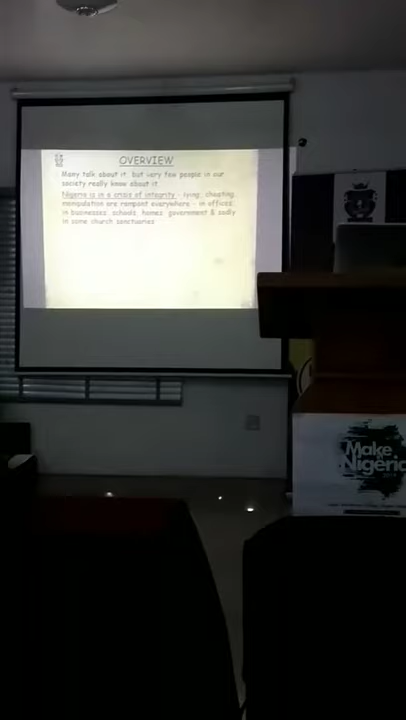 OVERVIEW
Many talk about it, but very few people in our
society really know about it.
Nigeria is in a crisis of integrity - lying, cheating,
manipulation are rampant everywhere - in offices,
in businesses, schools, homes, government & sadly
in some church sanctuaries
Make
Nigeria